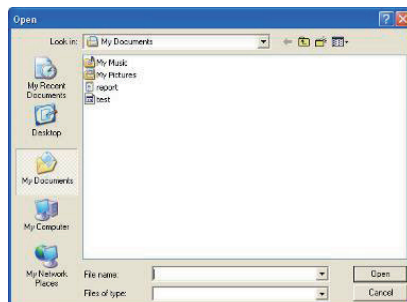 Open
Look in: My Documents
My Music
My Pictures
report
test
My Recent
Documents
Desktop
My Documents
My Computer
My Network
Places
File name:
Open
Files of type:
Cancel